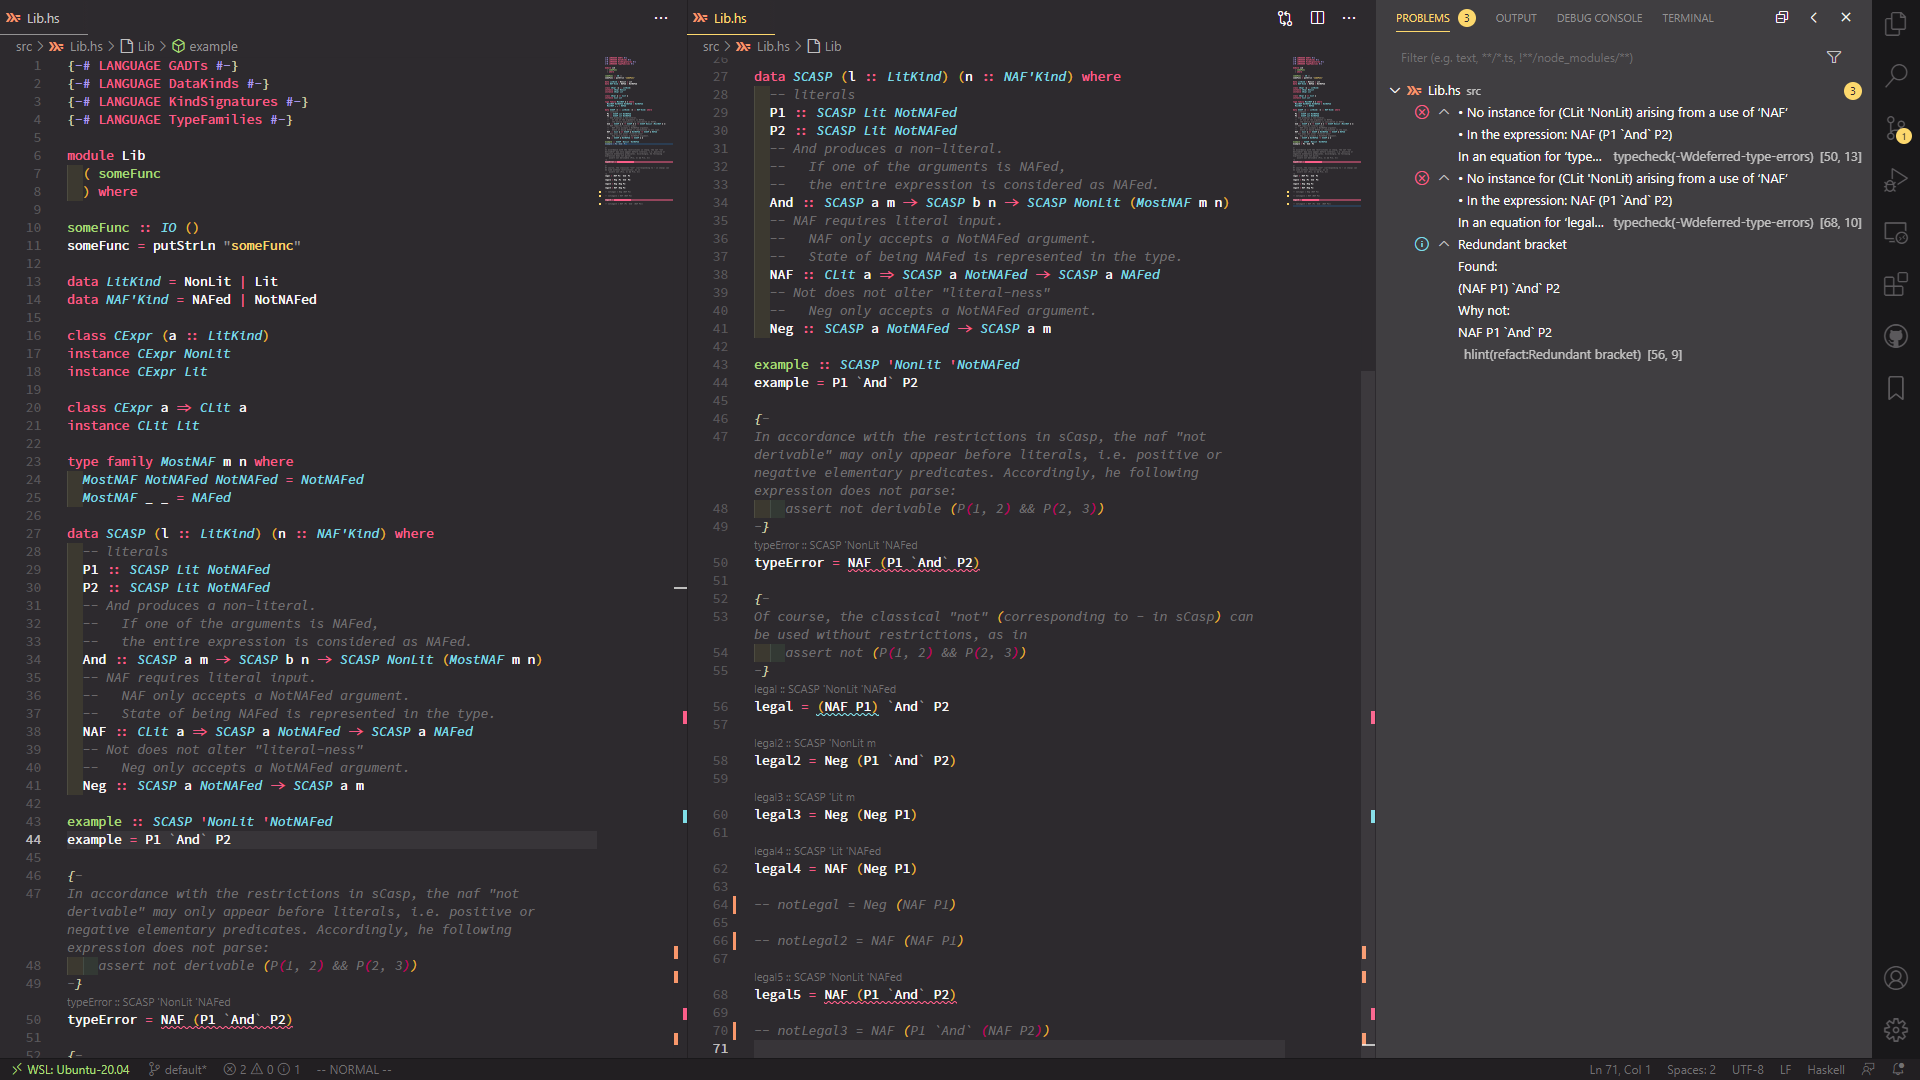 Lib.hs
src > Lib.hs > Lib > example
1 {-# LANGUAGE GADTs #-}
2 {-# LANGUAGE DataKinds #-}
3 {-# LANGUAGE KindSignatures #-}
4 {-# LANGUAGE TypeFamilies #-}
5
6 module Lib
7 ( someFunc
8 ) where
9
10 someFunc :: IO ()
11 someFunc = putStrLn "someFunc"
12
13 data LitKind = NonLit | Lit
14 data NAF'Kind = NAFed | NotNAFed
15
16 class CExpr (a :: LitKind)
17 instance CExpr NonLit
18 instance CExpr Lit
19
20 class CExpr a => CLit a
21 instance CLit Lit
22
23 type family MostNAF m n where
24 MostNAF NotNAFed NotNAFed = NotNAFed
25 MostNAF _ _ = NAFed
26
27 data SCASP (l :: LitKind) (n :: NAF'Kind) where
28 -- literals
29 P1 :: SCASP Lit NotNAFed
30 P2 :: SCASP Lit NotNAFed
31 -- And produces a non-literal.
32 -- If one of the arguments is NAFed,
33 -- the entire expression is considered as NAFed.
34 And :: SCASP a m -> SCASP b n -> SCASP NonLit (MostNAF m n)
35 -- NAF requires literal input.
36 -- NAF only accepts a NotNAFed argument.
37 -- State of being NAFed is represented in the type.
38 NAF :: CLit a => SCASP a NotNAFed -> SCASP a NAFed
39 -- Not does not alter "literal-ness"
40 -- Neg only accepts a NotNAFed argument.
41 Neg :: SCASP a NotNAFed -> SCASP a m
42
43 example :: SCASP 'NonLit 'NotNAFed
44 example = P1 `And` P2
45
46 {-
47 In accordance with the restrictions in sCasp, the naf "not
derivable" may only appear before literals, i.e. positive or
negative elementary predicates. Accordingly, he following
expression does not parse:
48 assert not derivable (P(1, 2) && P(2, 3))
49 -}
typeError :: SCASP 'NonLit 'NAFed
50 typeError = NAF (P1 `And` P2)
51
52 {-
Lib.hs
src > Lib.hs > Lib
26
27 data SCASP (l :: LitKind) (n :: NAF'Kind) where
28 -- literals
29 P1 :: SCASP Lit NotNAFed
30 P2 :: SCASP Lit NotNAFed
31 -- And produces a non-literal.
32 -- If one of the arguments is NAFed,
33 -- the entire expression is considered as NAFed.
34 And :: SCASP a m -> SCASP b n -> SCASP NonLit (MostNAF m n)
35 -- NAF requires literal input.
36 -- NAF only accepts a NotNAFed argument.
37 -- State of being NAFed is represented in the type.
38 NAF :: CLit a => SCASP a NotNAFed -> SCASP a NAFed
39 -- Not does not alter "literal-ness"
40 -- Neg only accepts a NotNAFed argument.
41 Neg :: SCASP a NotNAFed -> SCASP a m
42
43 example :: SCASP 'NonLit 'NotNAFed
44 example = P1 `And` P2
45
46 {-
47 In accordance with the restrictions in sCasp, the naf "not
derivable" may only appear before literals, i.e. positive or
negative elementary predicates. Accordingly, he following
expression does not parse:
48 assert not derivable (P(1, 2) && P(2, 3))
49 -}
typeError :: SCASP 'NonLit 'NAFed
50 typeError = NAF (P1 `And` P2)
51
52 {-
53 Of course, the classical "not" (corresponding to - in sCasp) can
be used without restrictions, as in
54 assert not (P(1, 2) && P(2, 3))
55 -}
legal :: SCASP 'NonLit 'NAFed
56 legal = (NAF P1) `And` P2
57
legal2 :: SCASP 'NonLit m
58 legal2 = Neg (P1 `And` P2)
59
legal3 :: SCASP 'Lit m
60 legal3 = Neg (Neg P1)
61
legal4 :: SCASP 'Lit 'NAFed
62 legal4 = NAF (Neg P1)
63
64 -- notLegal = Neg (NAF P1)
65
66 -- notLegal2 = NAF (NAF P1)
67
legal5 :: SCASP 'NonLit 'NAFed
68 legal5 = NAF (P1 `And` P2)
69
70 -- notLegal3 = NAF (P1 `And` (NAF P2))
71
PROBLEMS 3 OUTPUT DEBUG CONSOLE TERMINAL
Filter (e.g. text, **/*.ts, !**/node_modules/**)
Lib.hs src 3
• No instance for (CLit 'NonLit) arising from a use of ‘NAF’
• In the expression: NAF (P1 `And` P2)
In an equation for ‘type... typecheck(-Wdeferred-type-errors) [50, 13]
• No instance for (CLit 'NonLit) arising from a use of ‘NAF’
• In the expression: NAF (P1 `And` P2)
In an equation for ‘legal... typecheck(-Wdeferred-type-errors) [68, 10]
Redundant bracket
Found:
(NAF P1) `And` P2
Why not:
NAF P1 `And` P2
hlint(refact:Redundant bracket) [56, 9]
1
WSL: Ubuntu-20.04 default* 2 0 1 -- NORMAL -- Ln 71, Col 1 Spaces: 2 UTF-8 LF Haskell